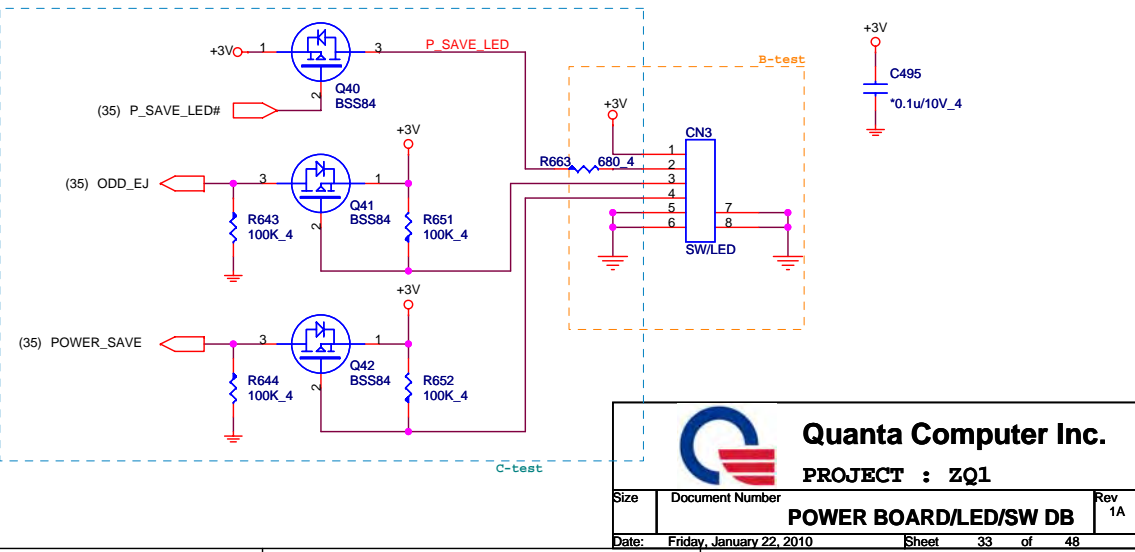 +3V
1
3
P_SAVE_LED
Q40
BSS84
2
(35) P_SAVE_LED#
B-test
+3V
C495
*0.1u/10V_4
+3V
+3V
CN3
R663
680_4
1
2
3
4
5
6
7
8
SW/LED
(35) ODD_EJ
3
1
Q41
BSS84
2
R643
100K_4
R651
100K_4
+3V
(35) POWER_SAVE
3
1
Q42
BSS84
2
R644
100K_4
R652
100K_4
C-test
Quanta Computer Inc.
PROJECT : ZQ1
Size
Document Number
Rev
POWER BOARD/LED/SW DB
1A
Date: Friday, January 22, 2010
Sheet 33 of 48